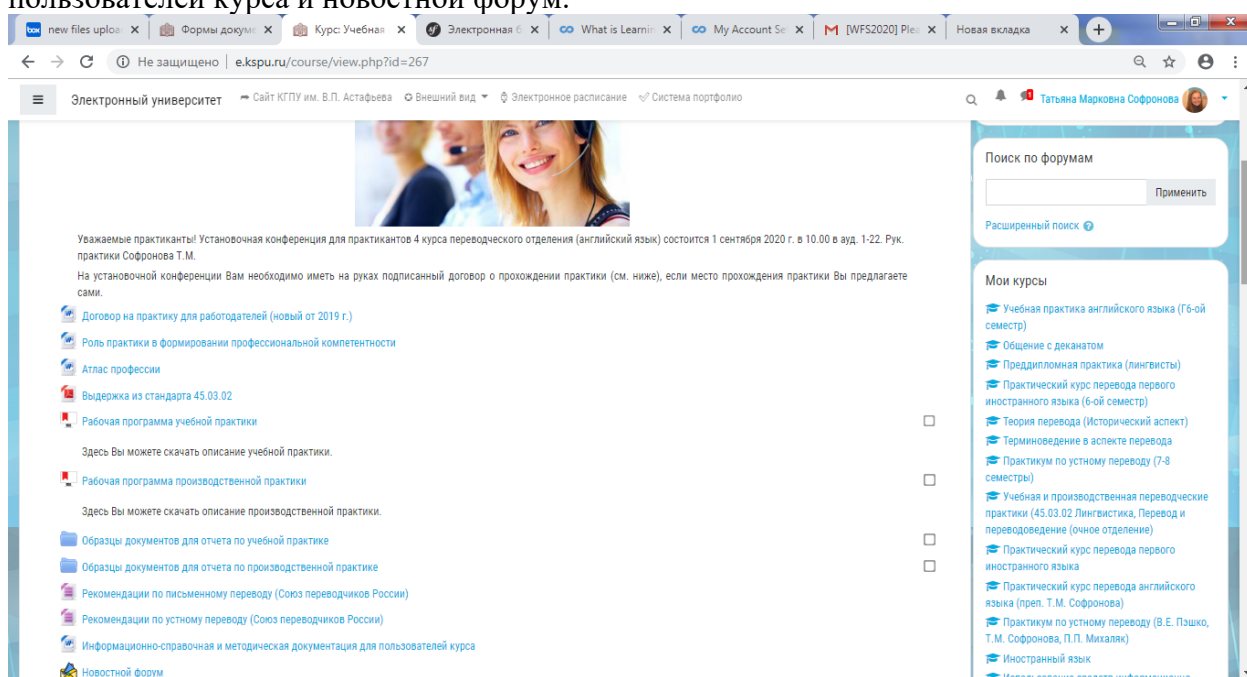 пользователей курса и новостной форум.
new files uploa
Формы докуме
Курс: Учебная
Электронная б
What is Learnin
My Account Se
[WFS2020] Plea
Новая вкладка
Не защищено | e.kspu.ru/course/view.php?id=267
Электронный университет
Сайт КГПУ им. В.П. Астафьева
Внешний вид
Электронное расписание
Система портфолио
Татьяна Марковна Софронова
Уважаемые практиканты! Установочная конференция для практикантов 4 курса переводческого отделения (английский язык) состоится 1 сентября 2020 г. в 10.00 в ауд. 1-22. Рук.
практики Софронова Т.М.
На установочной конференции Вам необходимо иметь на руках подписанный договор о прохождении практики (см. ниже), если место прохождения практики Вы предлагаете
сами.
Договор на практику для работодателей (новый от 2019 г.)
Роль практики в формировании профессиональной компетентности
Атлас профессии
Выдержка из стандарта 45.03.02
Рабочая программа учебной практики
Здесь Вы можете скачать описание учебной практики.
Рабочая программа производственной практики
Здесь Вы можете скачать описание производственной практики.
Образцы документов для отчета по учебной практике
Образцы документов для отчета по производственной практике
Рекомендации по письменному переводу (Союз переводчиков России)
Рекомендации по устному переводу (Союз переводчиков России)
Информационно-справочная и методическая документация для пользователей курса
Новостной форум
Поиск по форумам
Применить
Расширенный поиск
Мои курсы
Учебная практика английского языка (Г6-ой
семестр)
Общение с деканатом
Преддипломная практика (лингвисты)
Практический курс перевода первого
иностранного языка (6-ой семестр)
Теория перевода (Исторический аспект)
Терминоведение в аспекте перевода
Практикум по устному переводу (7-8
семестры)
Учебная и производственная переводческие
практики (45.03.02 Лингвистика, Перевод и
переводоведение (очное отделение)
Практический курс перевода первого
иностранного языка
Практический курс перевода английского
языка (преп. Т.М. Софронова)
Практикум по устному переводу (В.Е. Пэшко,
Т.М. Софронова, П.П. Михаляк)
Иностранный язык